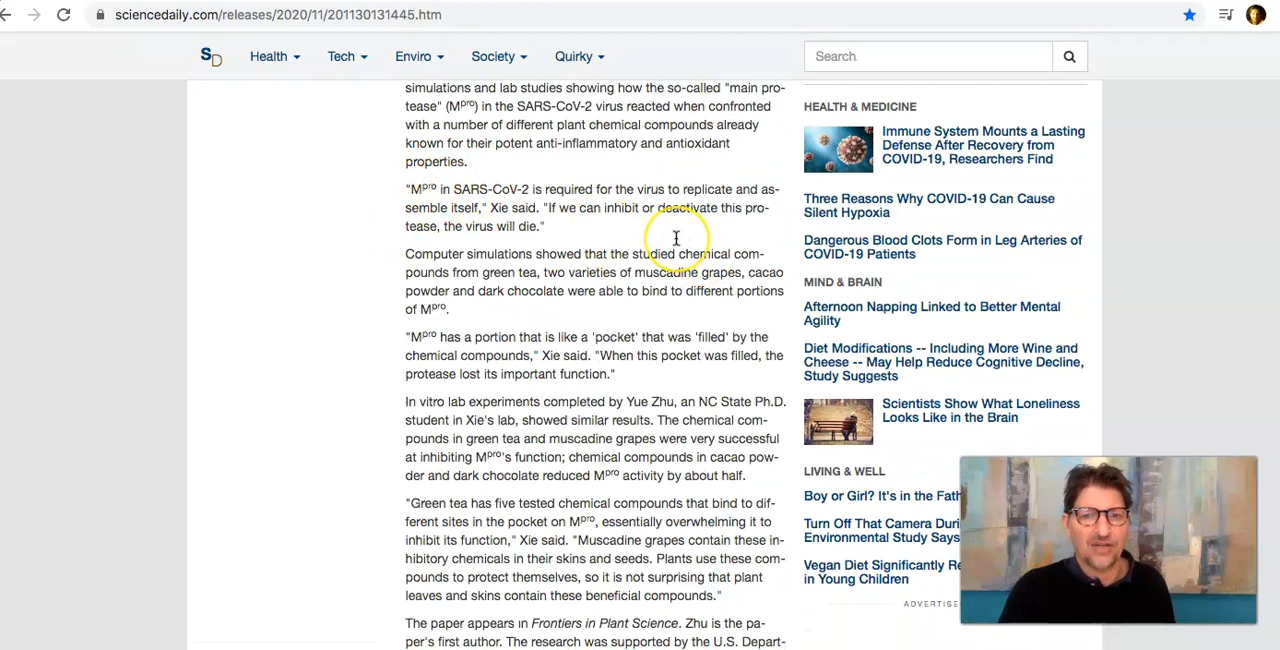 sciencedaily.com/releases/2020/11/201130131445.htm
SD
Health
Tech
Enviro
Society
Quirky
Search
simulations and lab studies showing how the so-called "main pro-
tease" (Mpro) in the SARS-CoV-2 virus reacted when confronted
with a number of different plant chemical compounds already
known for their potent anti-inflammatory and antioxidant
properties.
"Mpro in SARS-CoV-2 is required for the virus to replicate and as-
semble itself," Xie said. "If we can inhibit or deactivate this pro-
tease, the virus will die."
Computer simulations showed that the studied chemical com-
pounds from green tea, two varieties of muscadine grapes, cacao
powder and dark chocolate were able to bind to different portions
of Mpro.
"Mpro has a portion that is like a 'pocket' that was 'filled' by the
chemical compounds," Xie said. "When this pocket was filled, the
protease lost its important function."
In vitro lab experiments completed by Yue Zhu, an NC State Ph.D.
student in Xie's lab, showed similar results. The chemical com-
pounds in green tea and muscadine grapes were very successful
at inhibiting Mpro's function; chemical compounds in cacao pow-
der and dark chocolate reduced Mpro activity by about half.
"Green tea has five tested chemical compounds that bind to dif-
ferent sites in the pocket on Mpro, essentially overwhelming it to
inhibit its function," Xie said. "Muscadine grapes contain these in-
hibitory chemicals in their skins and seeds. Plants use these com-
pounds to protect themselves, so it is not surprising that plant
leaves and skins contain these beneficial compounds."
The paper appears in Frontiers in Plant Science. Zhu is the pa-
per's first author. The research was supported by the U.S. Depart-
HEALTH & MEDICINE
Immune System Mounts a Lasting
Defense After Recovery from
COVID-19, Researchers Find
Three Reasons Why COVID-19 Can Cause
Silent Hypoxia
Dangerous Blood Clots Form in Leg Arteries of
COVID-19 Patients
MIND & BRAIN
Afternoon Napping Linked to Better Mental
Agility
Diet Modifications -- Including More Wine and
Cheese -- May Help Reduce Cognitive Decline,
Study Suggests
Scientists Show What Loneliness
Looks Like in the Brain
LIVING & WELL
Boy or Girl? It's in the Fath
Turn Off That Camera Duri
Environmental Study Says
Vegan Diet Significantly Re
in Young Children
ADVERTISE